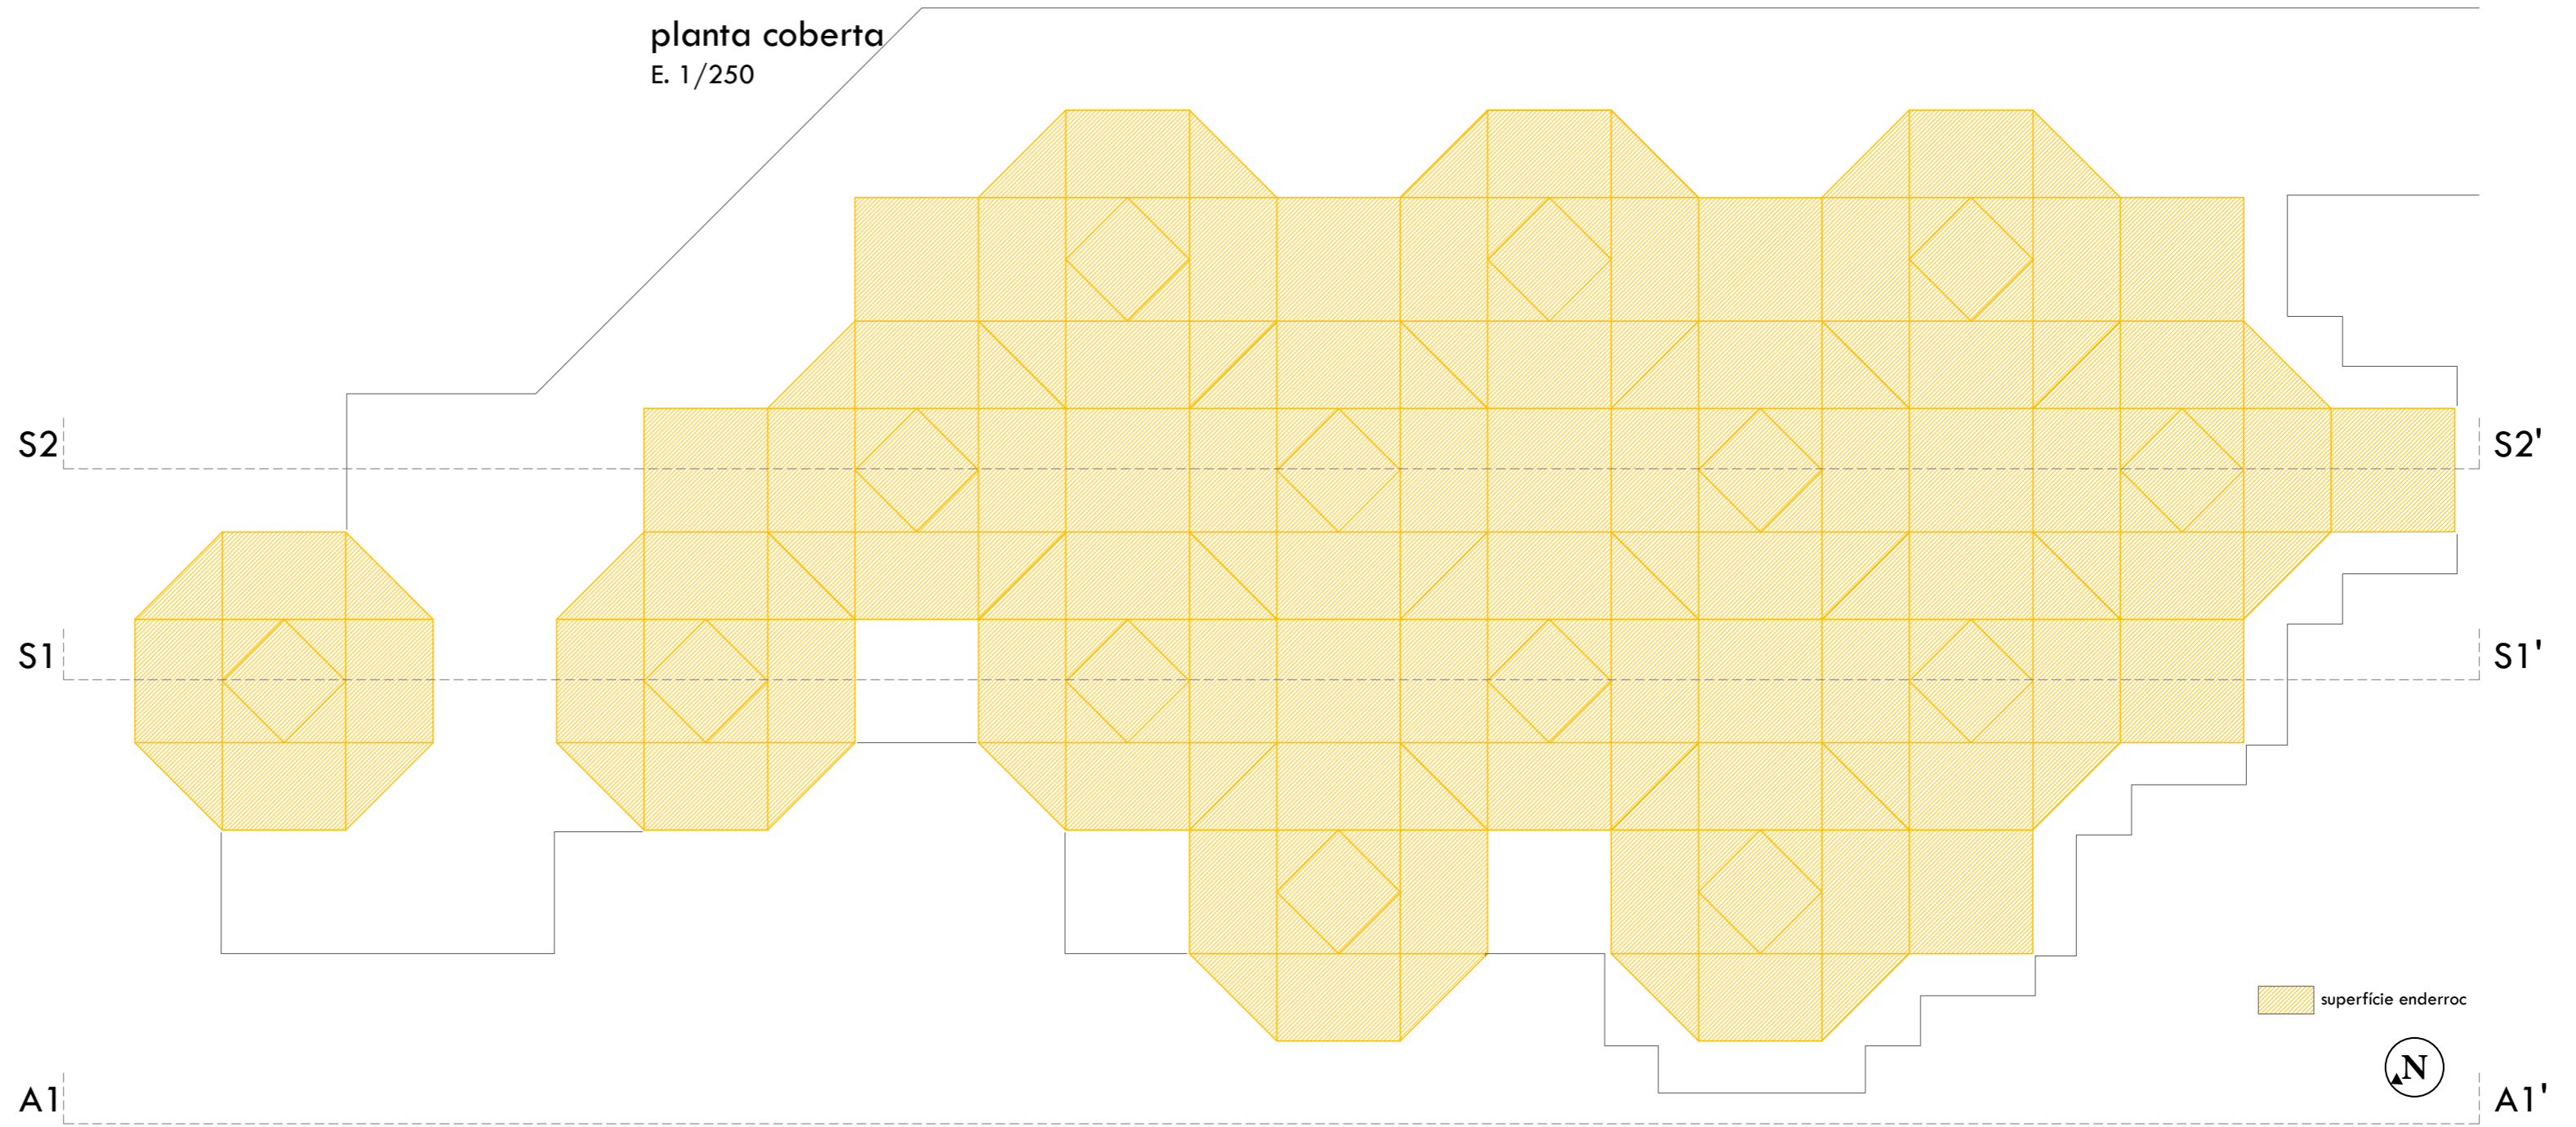 planta coberta
E. 1/250
S2
S2'
S1
S1'
superfície enderroc
N
A1
A1'